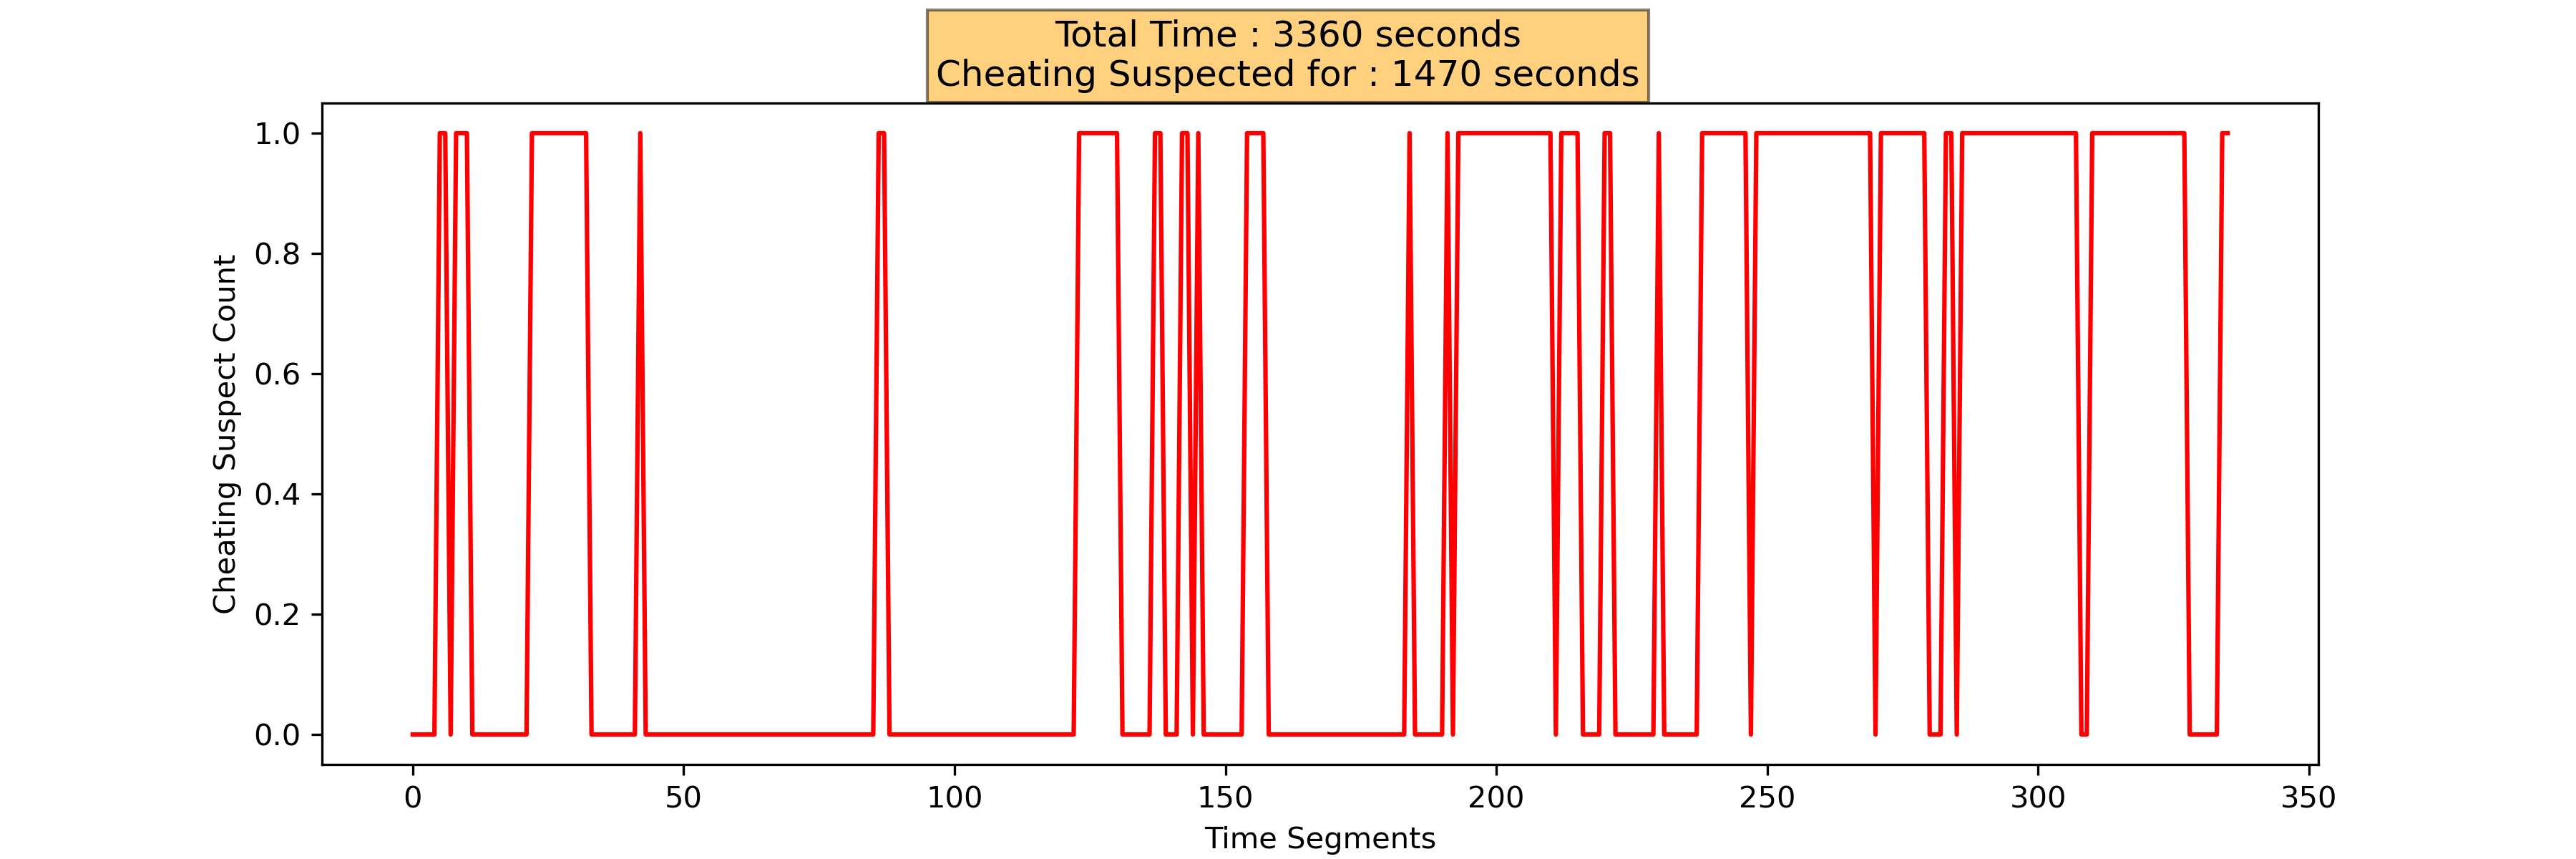 Total Time : 3360 seconds
Cheating Suspected for : 1470 seconds
1.0
0.8
0.6
0.4
0.2
0.0
Cheating Suspect Count
0 50 100 150 200 250 300 350
Time Segments